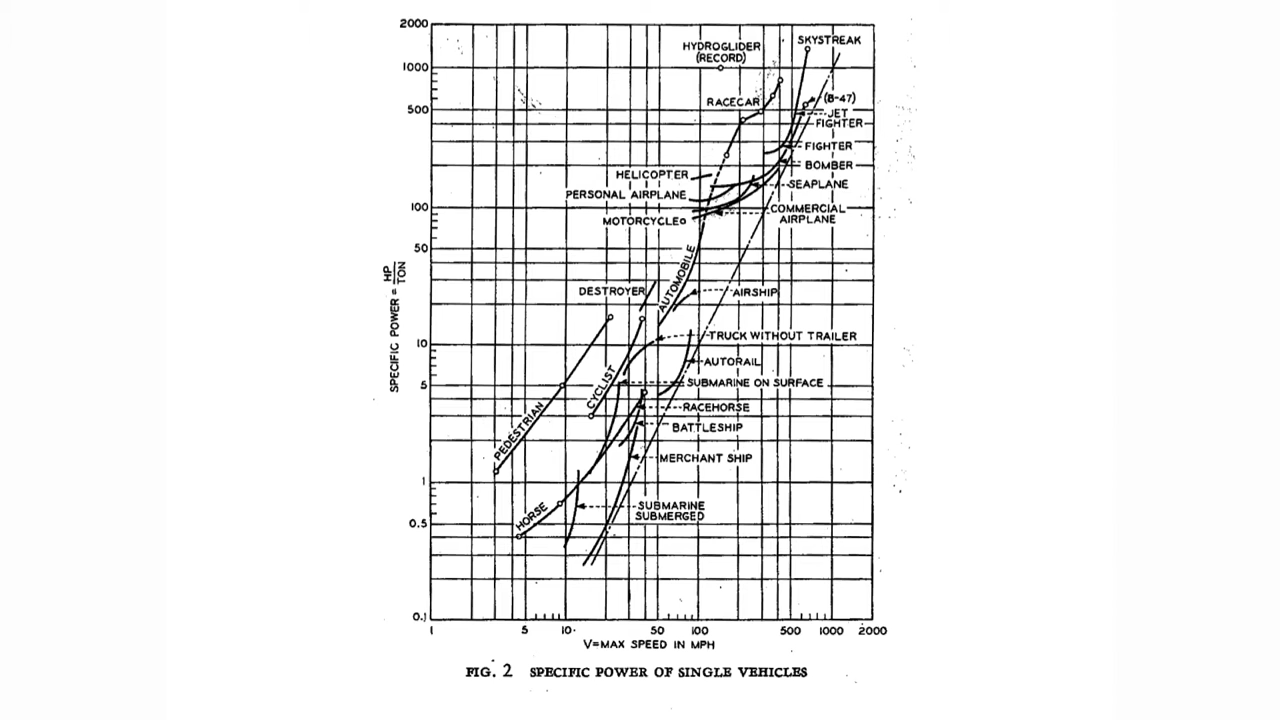 2000
1000
500
100
50
10
5
1
0.5
0.1
SPECIFIC POWER = HP/TON
HYDROGLIDER
(RECORD)
SKYSTREAK
RACECAR
(B-47)
JET
FIGHTER
FIGHTER
BOMBER
HELICOPTER
SEAPLANE
PERSONAL AIRPLANE
COMMERCIAL
AIRPLANE
MOTORCYCLE
AUTOMOBILE
DESTROYER
AIRSHIP
TRUCK WITHOUT TRAILER
AUTORAIL
CYCLIST
SUBMARINE ON SURFACE
RACEHORSE
PEDESTRIAN
BATTLESHIP
MERCHANT SHIP
HORSE
SUBMARINE
SUBMERGED
1 5 10 50 100 500 1000 2000
V=MAX SPEED IN MPH
FIG. 2 SPECIFIC POWER OF SINGLE VEHICLES